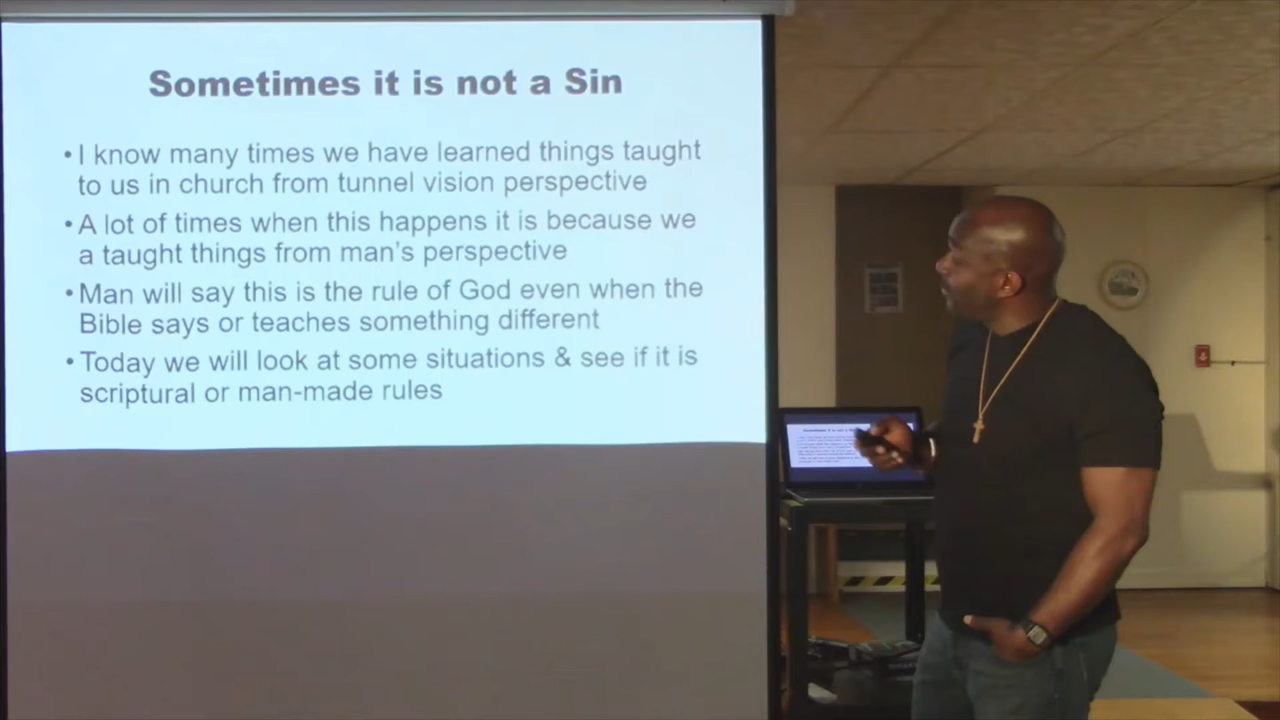 Sometimes it is not a Sin
• I know many times we have learned things taught
to us in church from tunnel vision perspective
• A lot of times when this happens it is because we
a taught things from man's perspective
• Man will say this is the rule of God even when the
Bible says or teaches something different
• Today we will look at some situations & see if it is
scriptural or man-made rules